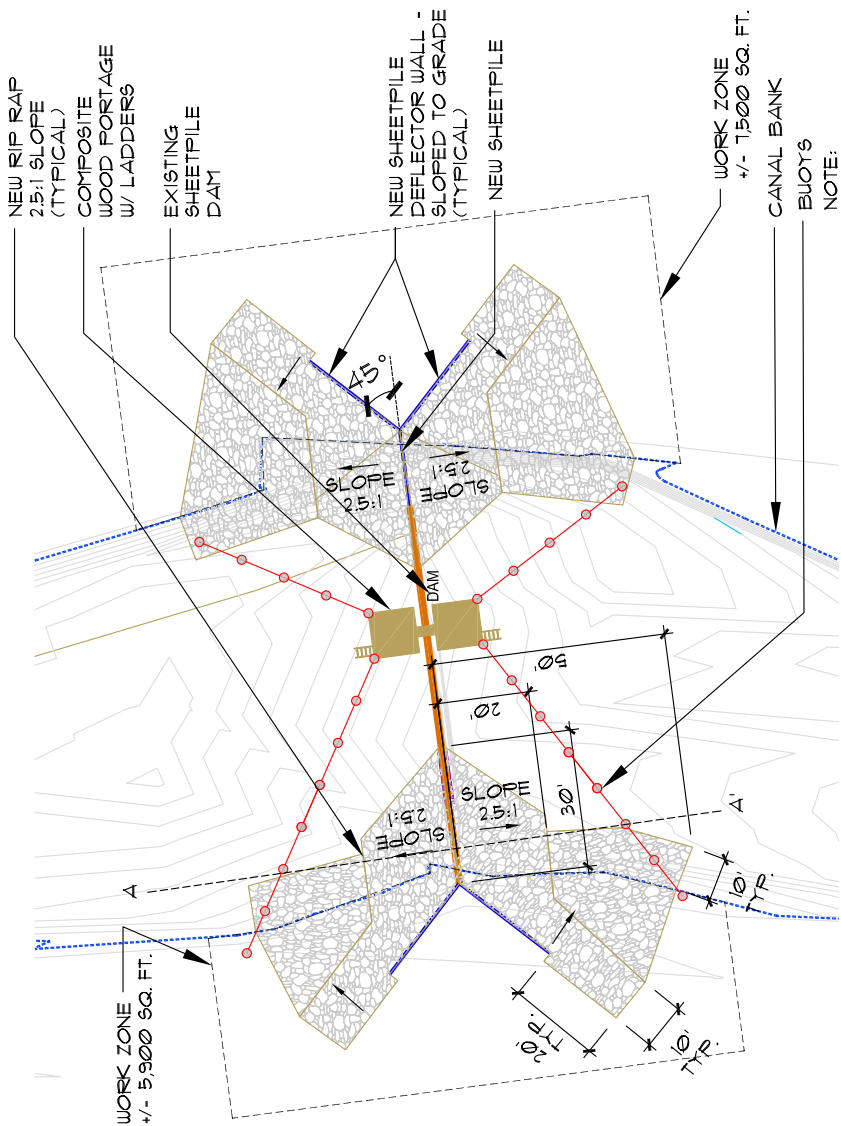 NEW RIP RAP
2.5:1 SLOPE
(TYPICAL)
COMPOSITE
WOOD PORTAGE
W/ LADDERS
EXISTING
SHEETPILE
DAM
NEW SHEETPILE
DEFLECTOR WALL -
SLOPED TO GRADE
(TYPICAL)
NEW SHEETPILE
WORK ZONE
+/- 7,500 SQ. FT.
CANAL BANK
BUOYS
NOTE:
45°
SLOPE
2.5:1
SLOPE
2.5:1
DAM
50'
20'
30'
SLOPE
2.5:1
SLOPE
2.5:1
A
A'
10'
TYP.
20'
TYP.
10'
TYP.
WORK ZONE
+/- 5,900 SQ. FT.